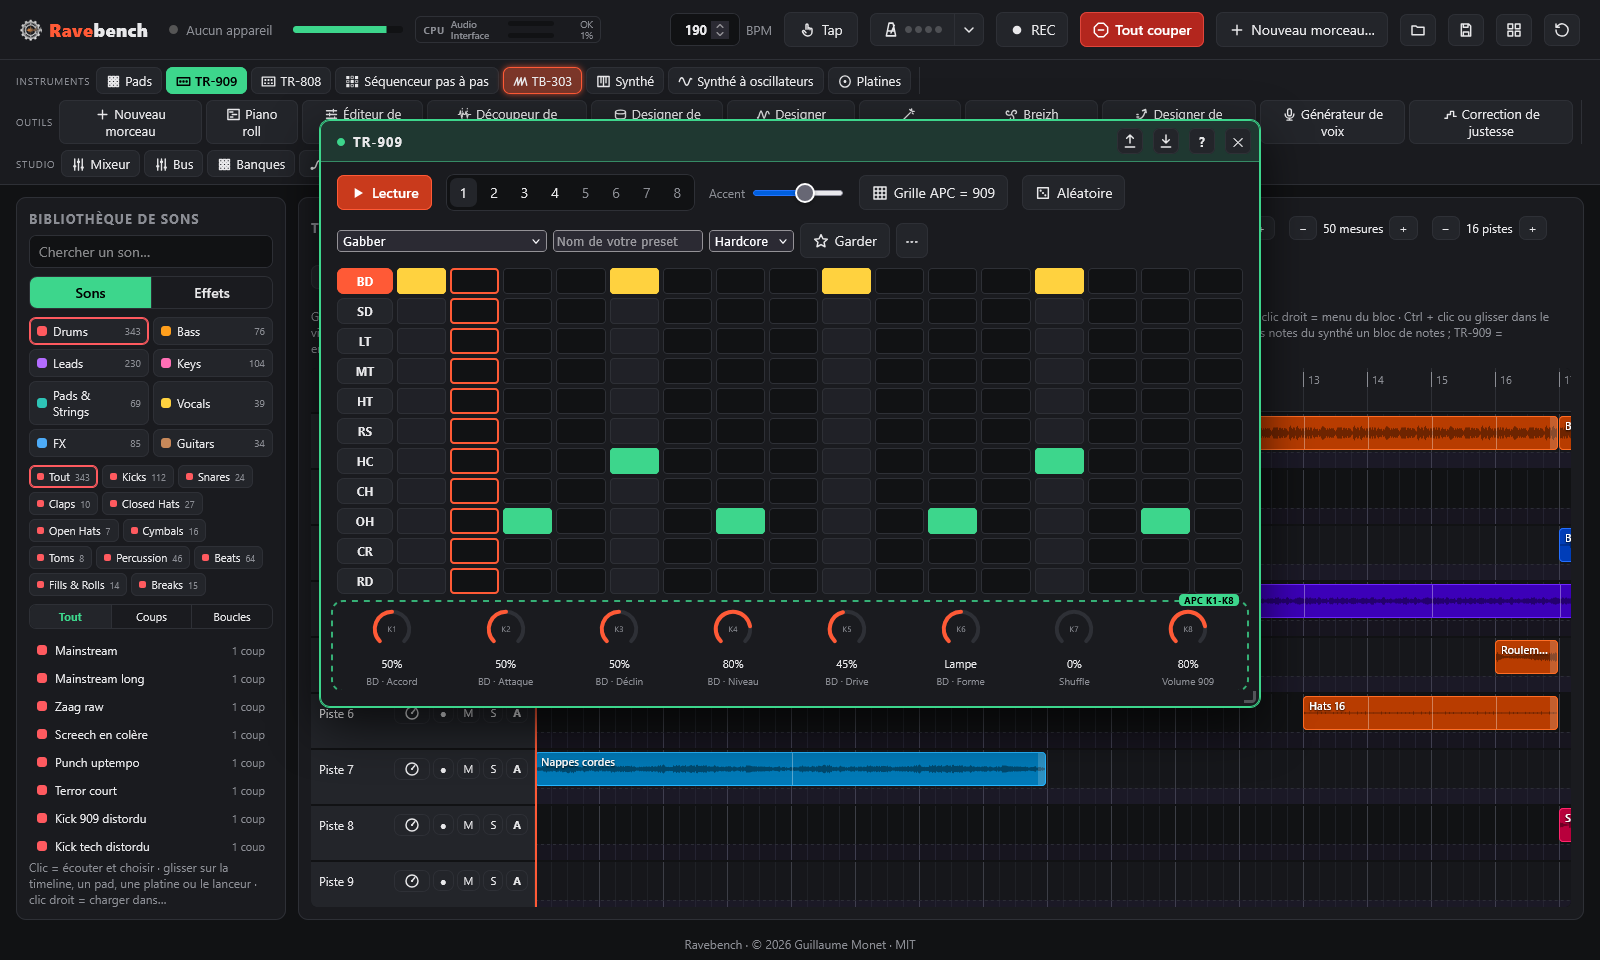 Ravebench
Aucun appareil
CPU Audio Interface OK 1%
190 BPM
Tap
REC
Tout couper
Nouveau morceau...
INSTRUMENTS Pads TR-909 TR-808 Séquenceur pas à pas TB-303 Synthé Synthé à oscillateurs Platines
OUTILS Nouveau morceau Piano roll Éditeur de Découpeur de Designer de Designer Breizh Designer de Générateur de voix Correction de justesse
STUDIO Mixeur Bus Banques
TR-909 ?
Lecture 1 2 3 4 5 6 7 8 Accent Grille APC = 909 Aléatoire
Gabber Nom de votre preset Hardcore Garder ...
BD
SD
LT
MT
HT
RS
HC
CH
OH
CR
RD
APC K1-K8
K1 K2 K3 K4 K5 K6 K7 K8
50% 50% 50% 80% 45% Lampe 0% 80%
BD · Accord BD · Attaque BD · Déclin BD · Niveau BD · Drive BD · Forme Shuffle Volume 909
BIBLIOTHÈQUE DE SONS
Chercher un son...
Sons Effets
Drums 343 Bass 76
Leads 230 Keys 104
Pads & Strings 69 Vocals 39
FX 85 Guitars 34
Tout 343 Kicks 112 Snares 24
Claps 10 Closed Hats 27
Open Hats 7 Cymbals 16
Toms 8 Percussion 46 Beats 64
Fills & Rolls 14 Breaks 15
Tout Coups Boucles
Mainstream 1 coup
Mainstream long 1 coup
Zaag raw 1 coup
Screech en colère 1 coup
Punch uptempo 1 coup
Terror court 1 coup
Kick 909 distordu 1 coup
Kick tech distordu 1 coup
Clic = écouter et choisir · glisser sur la
timeline, un pad, une platine ou le lanceur ·
clic droit = charger dans...
− 50 mesures + − 16 pistes +
clic droit = menu du bloc · Ctrl + clic ou glisser dans le
notes du synthé un bloc de notes ; TR-909 =
13 14 15 16
Roulem...
Hats 16
Piste 6 M S A
Piste 7 M S A
Nappes cordes
Piste 8 M S A
Piste 9 M S A
Ravebench · © 2026 Guillaume Monet · MIT